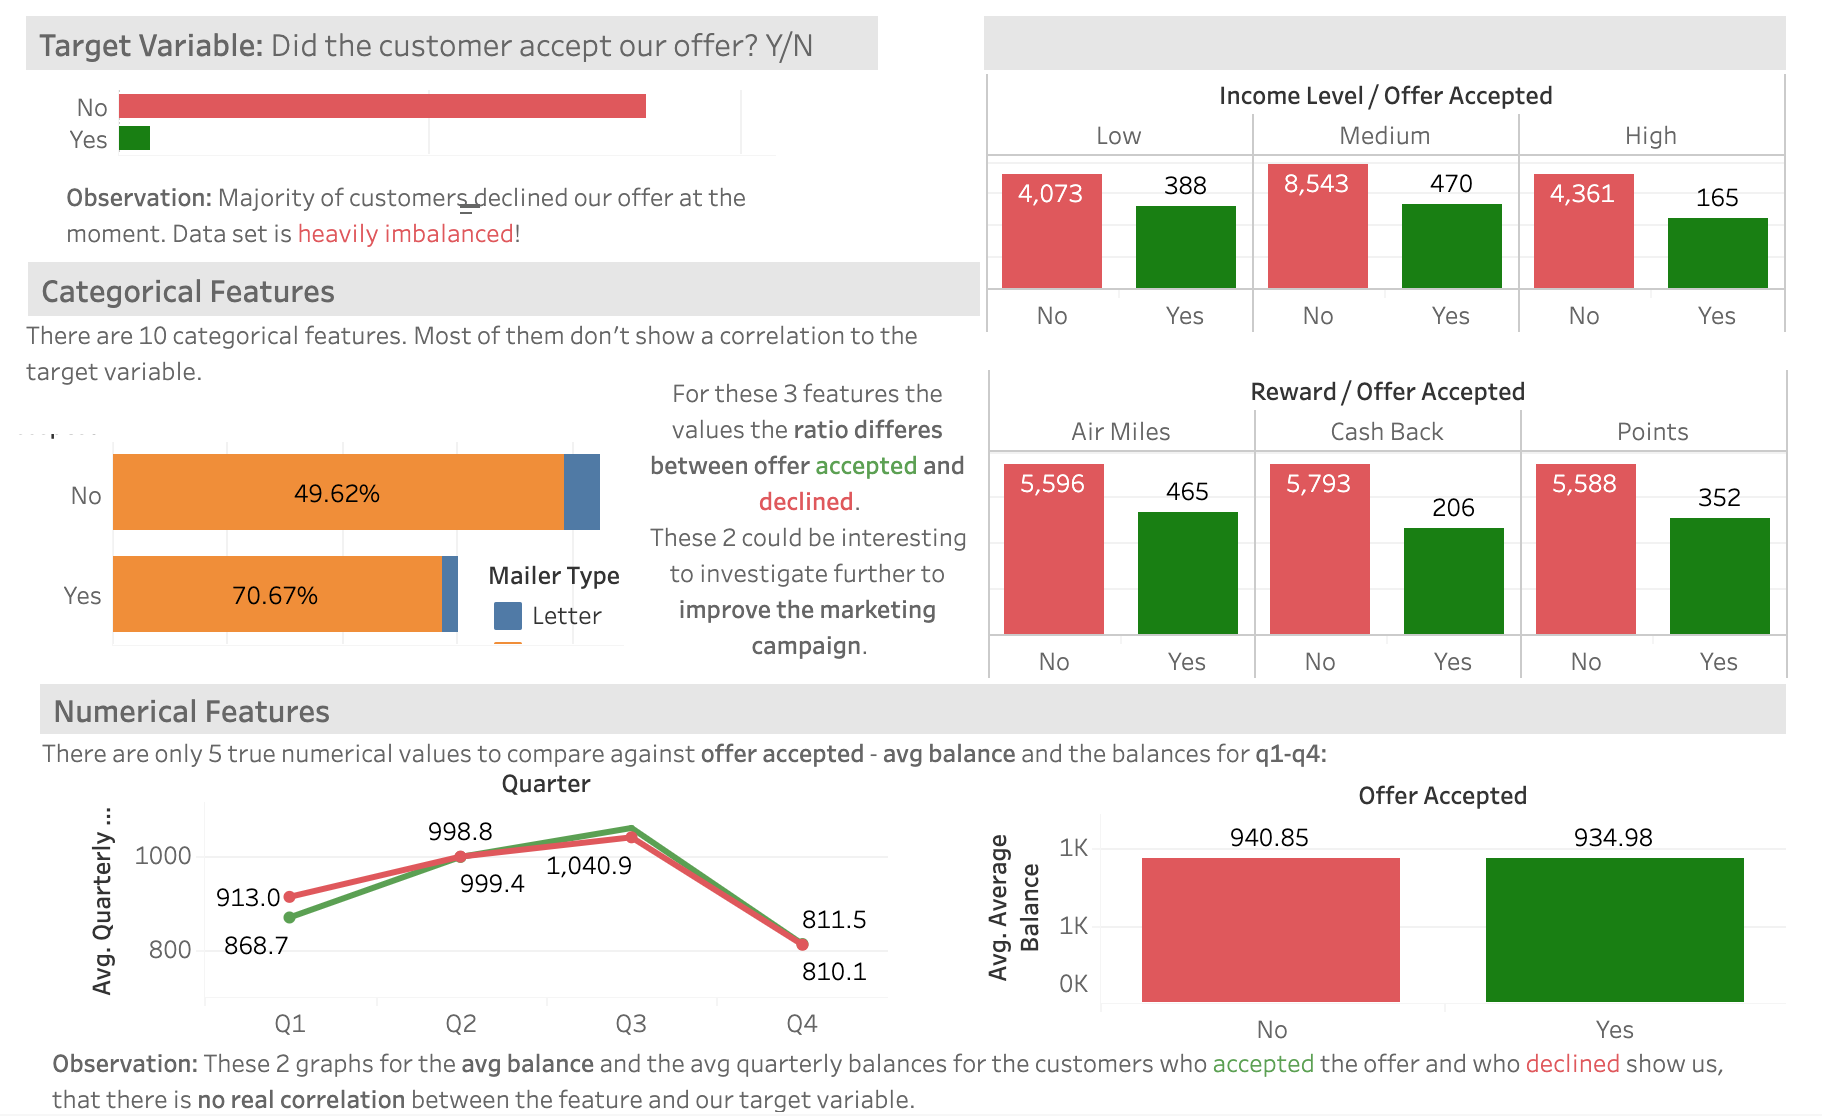 Target Variable: Did the customer accept our offer? Y/N
No
Yes
Observation: Majority of customers declined our offer at the
moment. Data set is heavily imbalanced!
Categorical Features
There are 10 categorical features. Most of them don't show a correlation to the
target variable.
No
49.62%
Yes
70.67%
Mailer Type
Letter
For these 3 features the
values the ratio differes
between offer accepted and
declined.
These 2 could be interesting
to investigate further to
improve the marketing
campaign.
Income Level / Offer Accepted
Low Medium High
4,073 388 8,543 470 4,361 165
No Yes No Yes No Yes
Reward / Offer Accepted
Air Miles Cash Back Points
5,596 465 5,793 206 5,588 352
No Yes No Yes No Yes
Numerical Features
There are only 5 true numerical values to compare against offer accepted - avg balance and the balances for q1-q4:
Quarter
Avg. Quarterly ...
1000
800
913.0
868.7
998.8
999.4
1,040.9
811.5
810.1
Q1 Q2 Q3 Q4
Offer Accepted
Avg. Average
Balance
1K
1K
0K
940.85 934.98
No Yes
Observation: These 2 graphs for the avg balance and the avg quarterly balances for the customers who accepted the offer and who declined show us,
that there is no real correlation between the feature and our target variable.